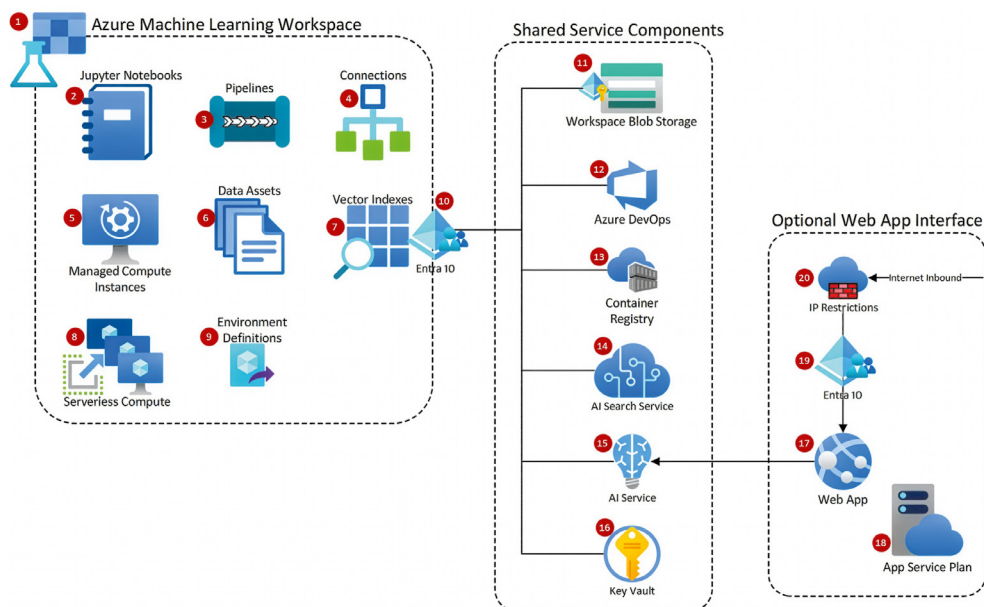 1
Azure Machine Learning Workspace
Jupyter Notebooks
2
Pipelines
3
Connections
4
5
Managed Compute
Instances
Data Assets
6
Vector Indexes
7
10
Entra 10
8
Serverless Compute
Environment
Definitions
9
Shared Service Components
11
Workspace Blob Storage
12
Azure DevOps
13
Container
Registry
14
AI Search Service
15
AI Service
16
Key Vault
Optional Web App Interface
20
Internet Inbound
IP Restrictions
19
Entra 10
17
Web App
18
App Service Plan